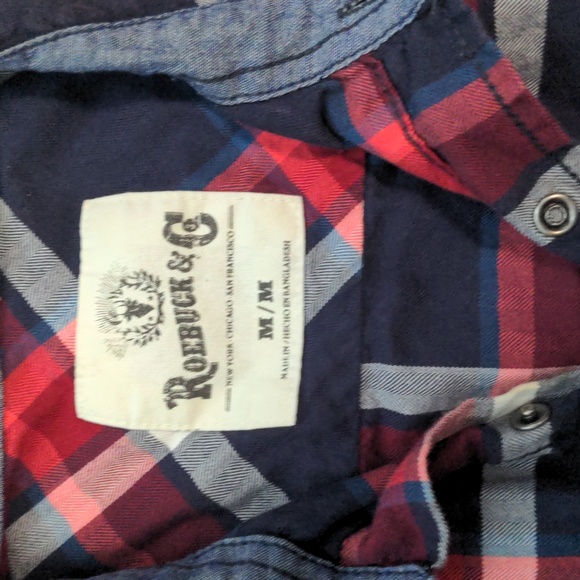 ROEBUCK & Co
NEW YORK CHICAGO SAN FRANCISCO
M / M
MADE IN / HECHO EN BANGLADESH